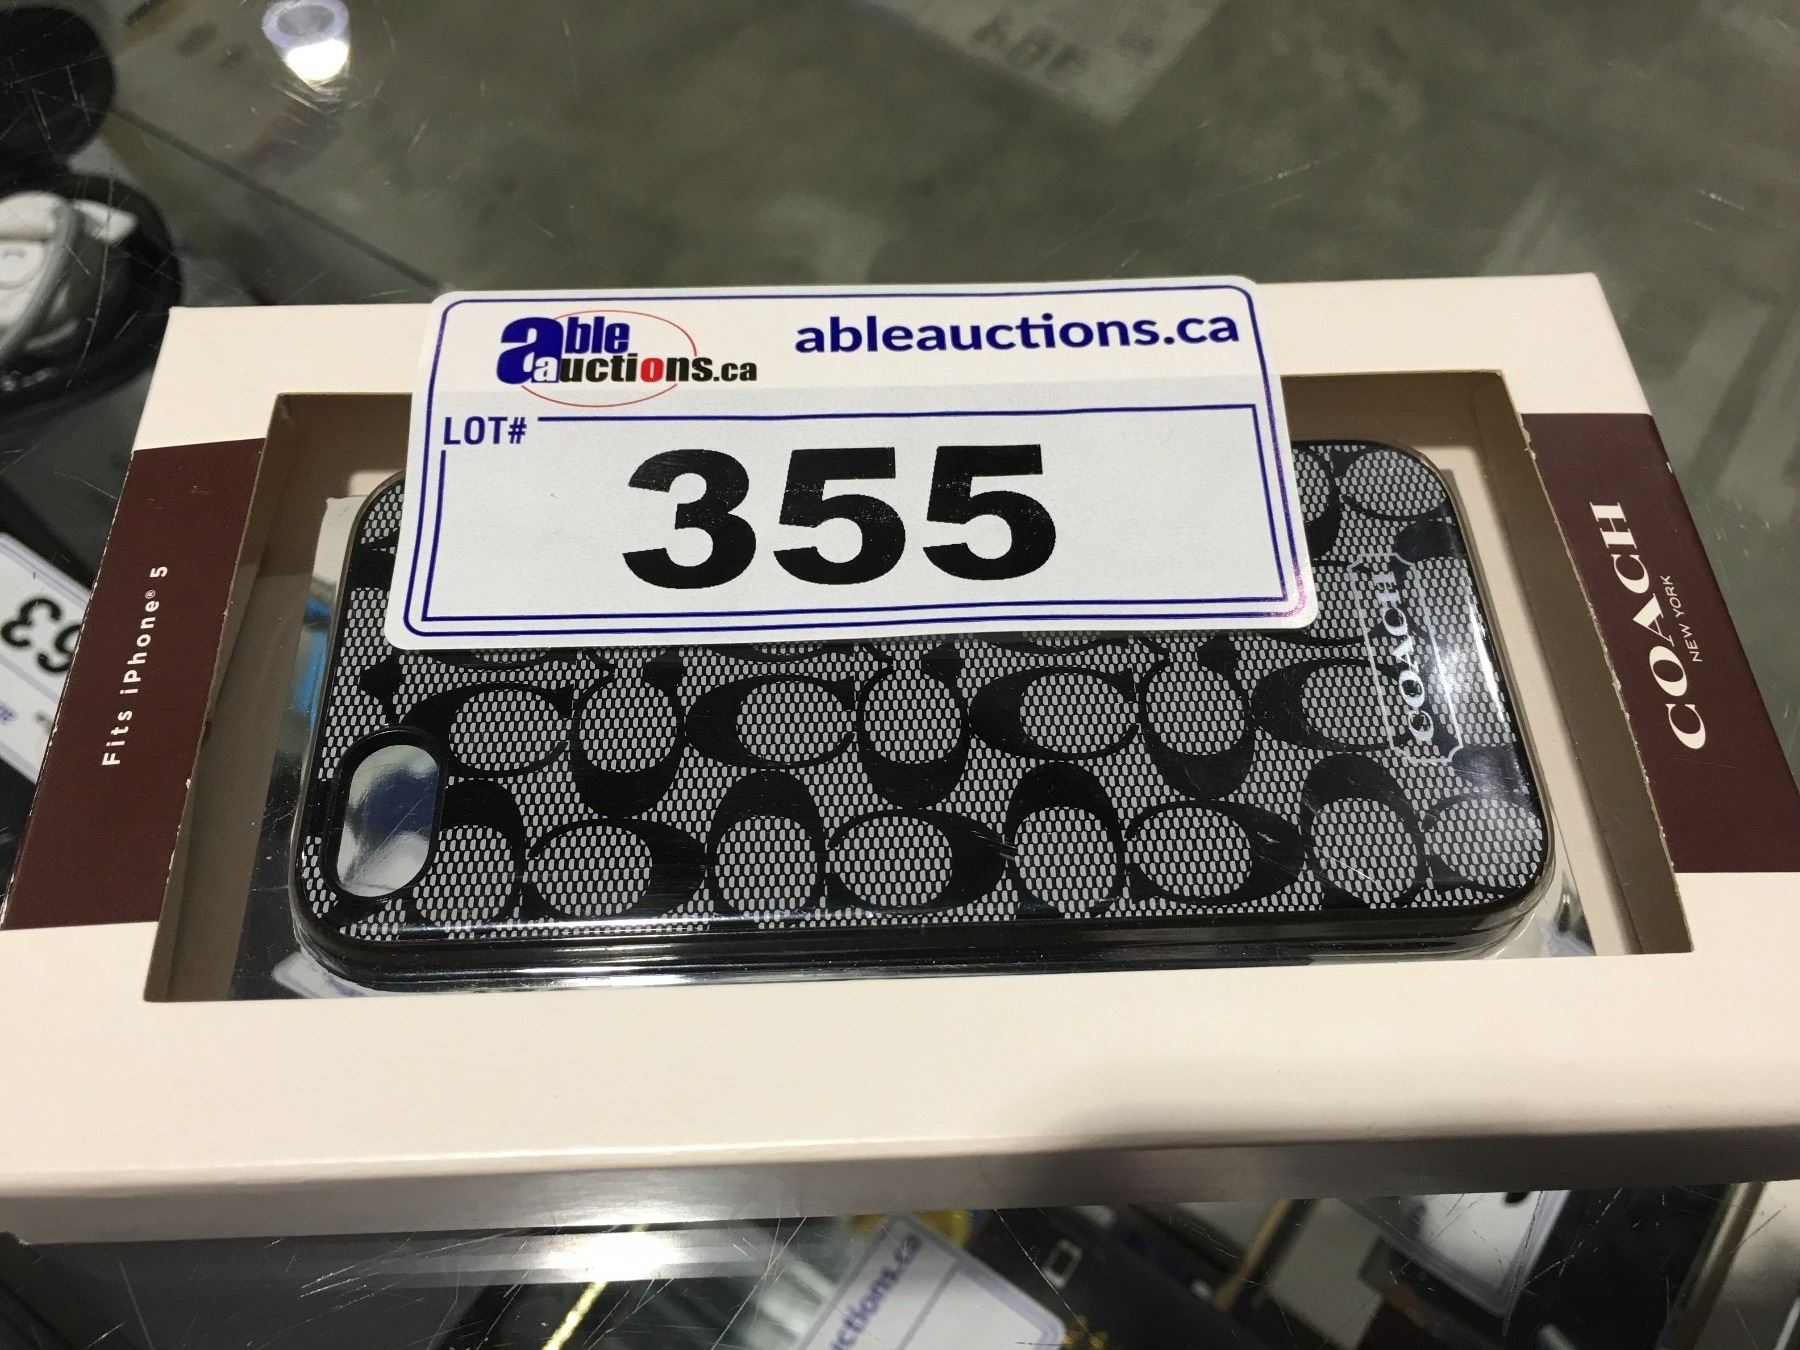 able
auctions.ca
ableauctions.ca
LOT#
355
Fits iPhone® 5
COACH
COACH
NEW YORK